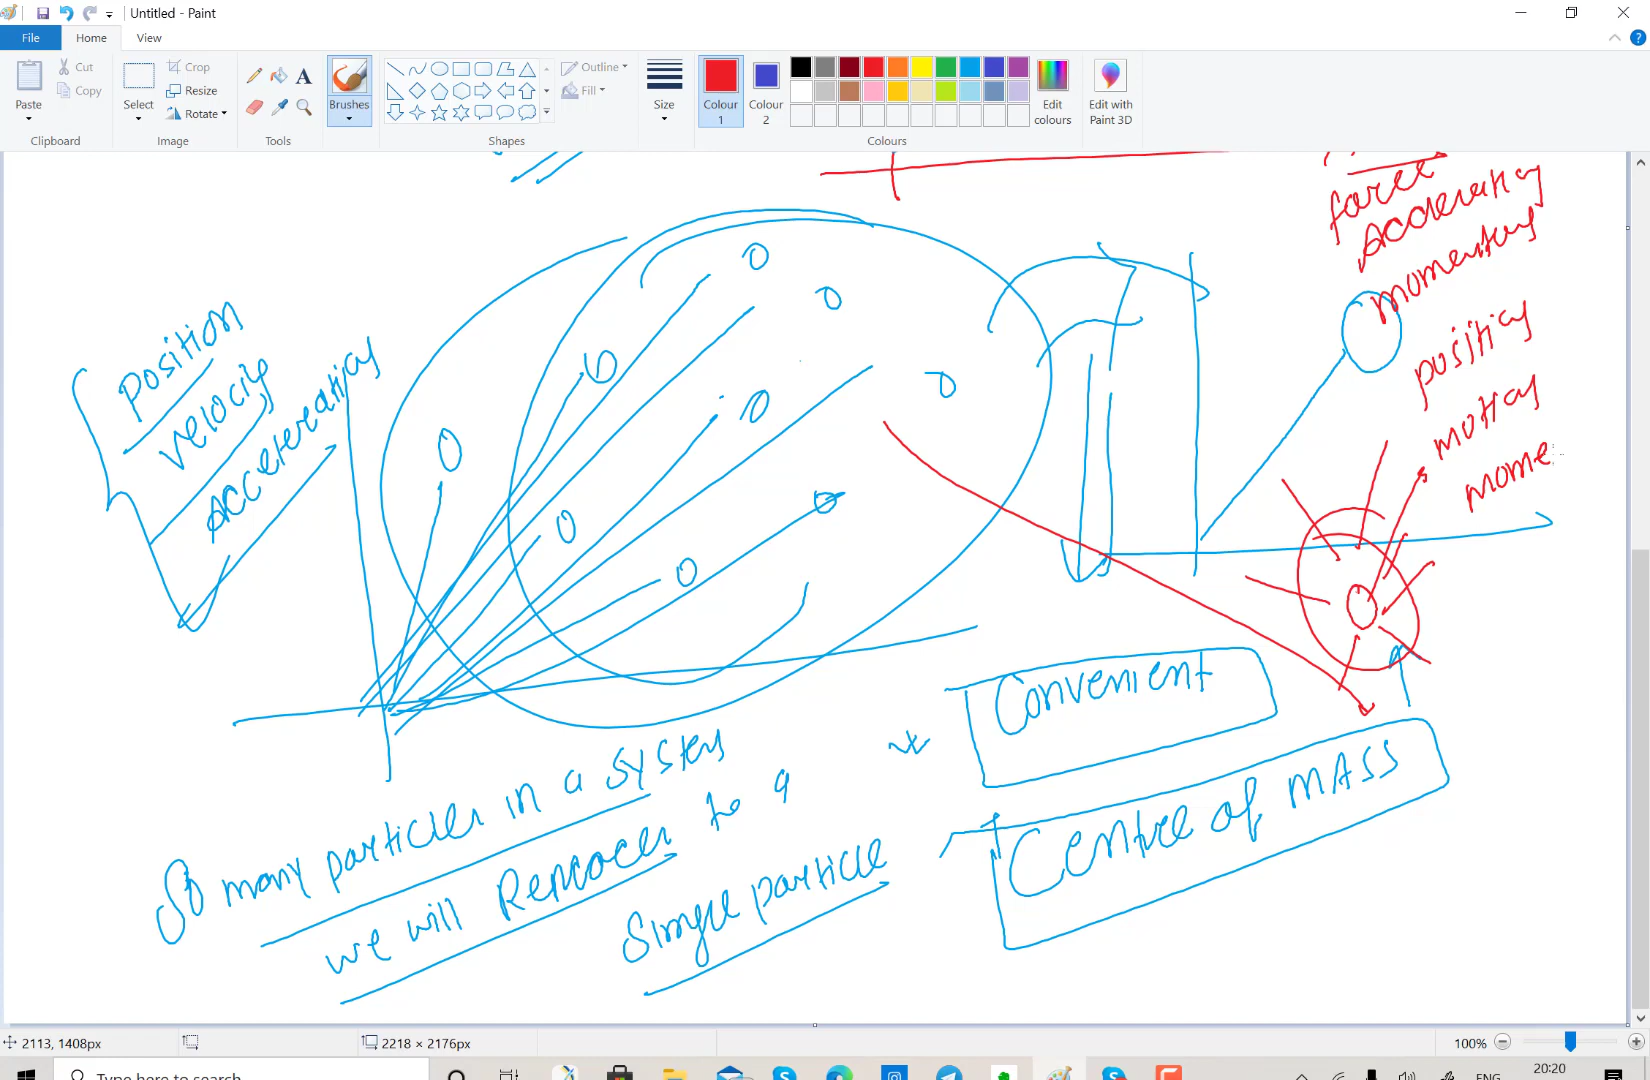 Untitled - Paint
File
Home
View
Paste
Cut
Copy
Clipboard
Select
Crop
Resize
Rotate
Image
A
Tools
Brushes
Shapes
Outline
Fill
Size
Colour 1
Colour 2
Edit colours
Edit with Paint 3D
Colours
force
Acceleration
momentum
position
motion
mome
Position
velocity
Acceleration
So many particles in a system
we will Replaces to a
Single particle
Convenient
Centre of MASS
2113, 1408px
2218 × 2176px
100%
Type here to search
ENG
20:20